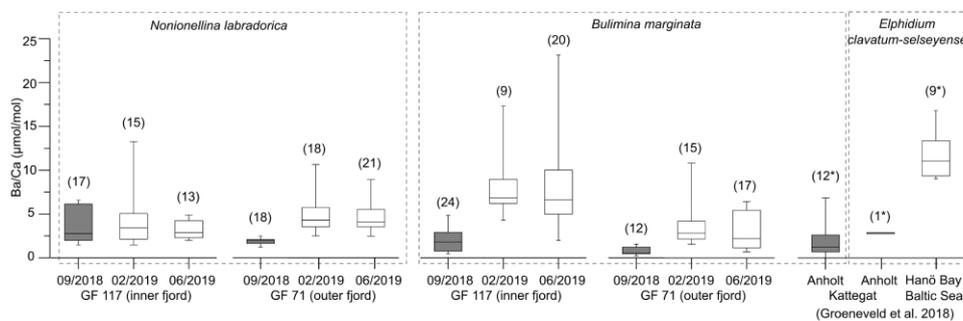 Nonionellina labradorica
Bulimina marginata
Elphidium
clavatum-selseyense
Ba/Ca (μmol/mol)
25
20
15
10
5
0
(17)
(15)
(13)
(18)
(18)
(21)
(24)
(9)
(20)
(12)
(15)
(17)
(12*)
(1*)
(9*)
09/2018 02/2019 06/2019
GF 117 (inner fjord)
09/2018 02/2019 06/2019
GF 71 (outer fjord)
09/2018 02/2019 06/2019
GF 117 (inner fjord)
09/2018 02/2019 06/2019
GF 71 (outer fjord)
Anholt Anholt Hanö Bay
Kattegat Baltic Sea
(Groeneveld et al. 2018)